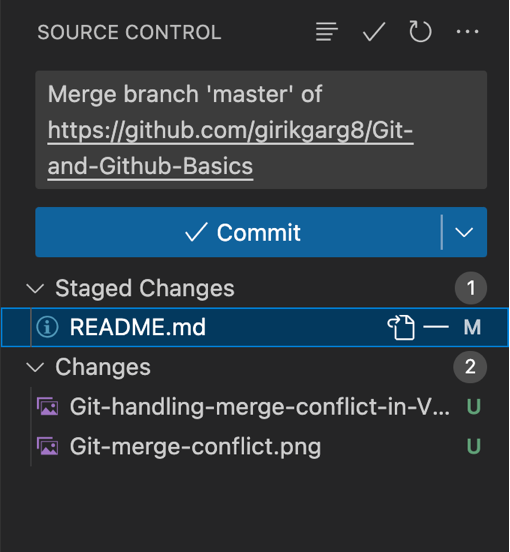 SOURCE CONTROL
Merge branch 'master' of
https://github.com/girikgarg8/Git-
and-Github-Basics
Commit
Staged Changes 1
README.md M
Changes 2
Git-handling-merge-conflict-in-V... U
Git-merge-conflict.png U